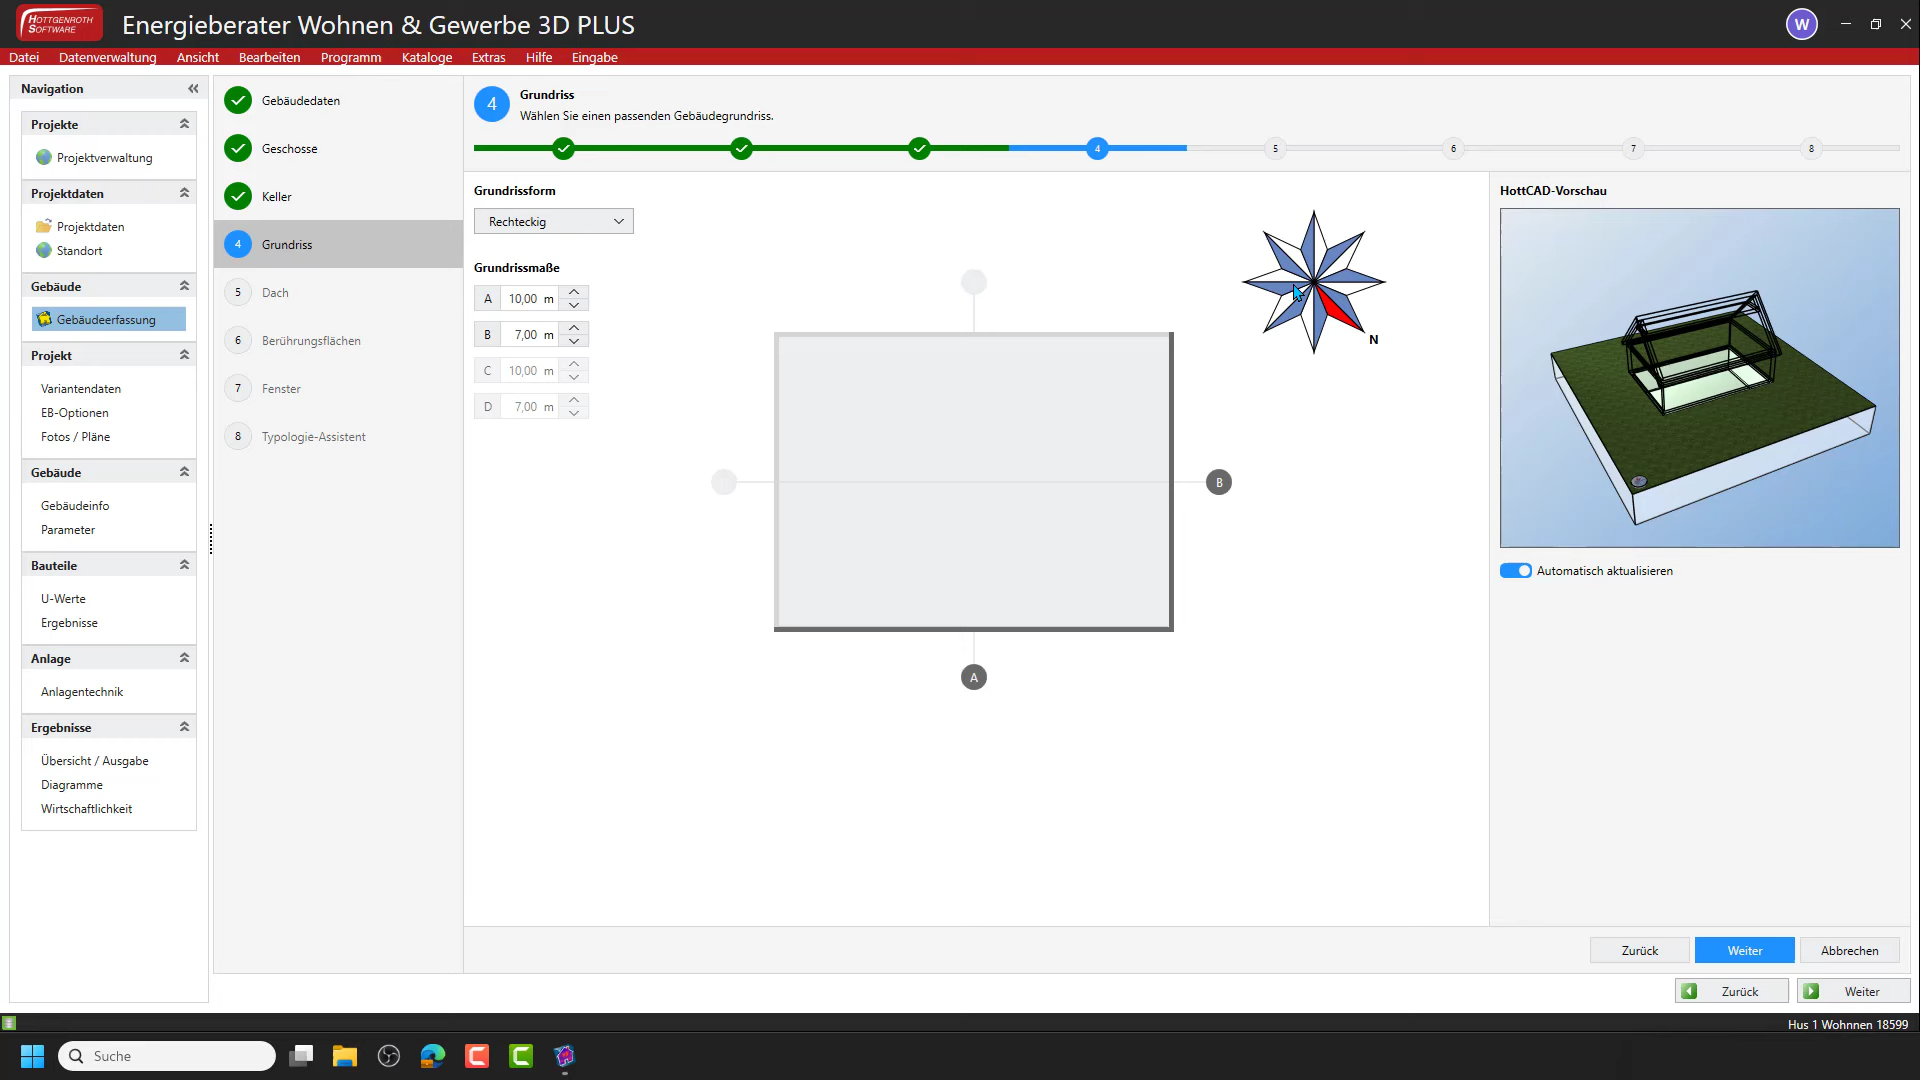 HOTTGENROTH
SOFTWARE
Energieberater Wohnen & Gewerbe 3D PLUS
W
Datei Datenverwaltung Ansicht Bearbeiten Programm Kataloge Extras Hilfe Eingabe
Navigation
Projekte
Projektverwaltung
Projektdaten
Projektdaten
Standort
Gebäude
Gebäudeerfassung
Projekt
Variantendaten
EB-Optionen
Fotos / Pläne
Gebäude
Gebäudeinfo
Parameter
Bauteile
U-Werte
Ergebnisse
Anlage
Anlagentechnik
Ergebnisse
Übersicht / Ausgabe
Diagramme
Wirtschaftlichkeit
Gebäudedaten
Geschosse
Keller
4 Grundriss
5 Dach
6 Berührungsflächen
7 Fenster
8 Typologie-Assistent
4
Grundriss
Wählen Sie einen passenden Gebäudegrundriss.
4 5 6 7 8
Grundrissform
Rechteckig
Grundrissmaße
A 10,00 m
B 7,00 m
C 10,00 m
D 7,00 m
N
B
A
HottCAD-Vorschau
Automatisch aktualisieren
Zurück Weiter Abbrechen
Zurück Weiter
Hus 1 Wohnnen 18599
Suche